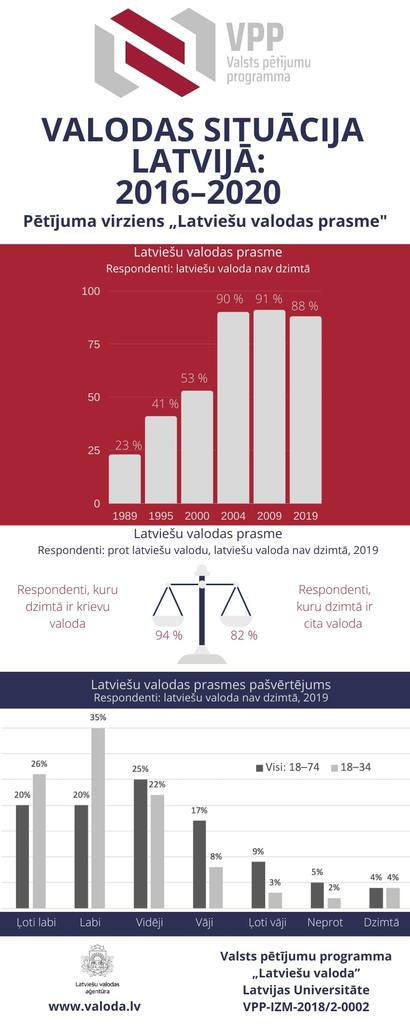 VPP
Valsts pētījumu
programma
VALODAS SITUĀCIJA
LATVIJĀ:
2016–2020
Pētījuma virziens „Latviešu valodas prasme"
Latviešu valodas prasme
Respondenti: latviešu valoda nav dzimtā
100
75
50
25
0
23 %
41 %
53 %
90 %
91 %
88 %
1989 1995 2000 2004 2009 2019
Latviešu valodas prasme
Respondenti: prot latviešu valodu, latviešu valoda nav dzimtā, 2019
Respondenti, kuru
dzimtā ir krievu
valoda
94 %
82 %
Respondenti,
kuru dzimtā ir
cita valoda
Latviešu valodas prasmes pašvērtējums
Respondenti: latviešu valoda nav dzimtā, 2019
Visi: 18–74 18–34
20% 26% 20% 35% 25% 22% 17% 8% 9% 3% 5% 2% 4% 4%
Ļoti labi Labi Vidēji Vāji Ļoti vāji Neprot Dzimtā
Latviešu valodas
aģentūra
www.valoda.lv
Valsts pētījumu programma
„Latviešu valoda”
Latvijas Universitāte
VPP-IZM-2018/2-0002